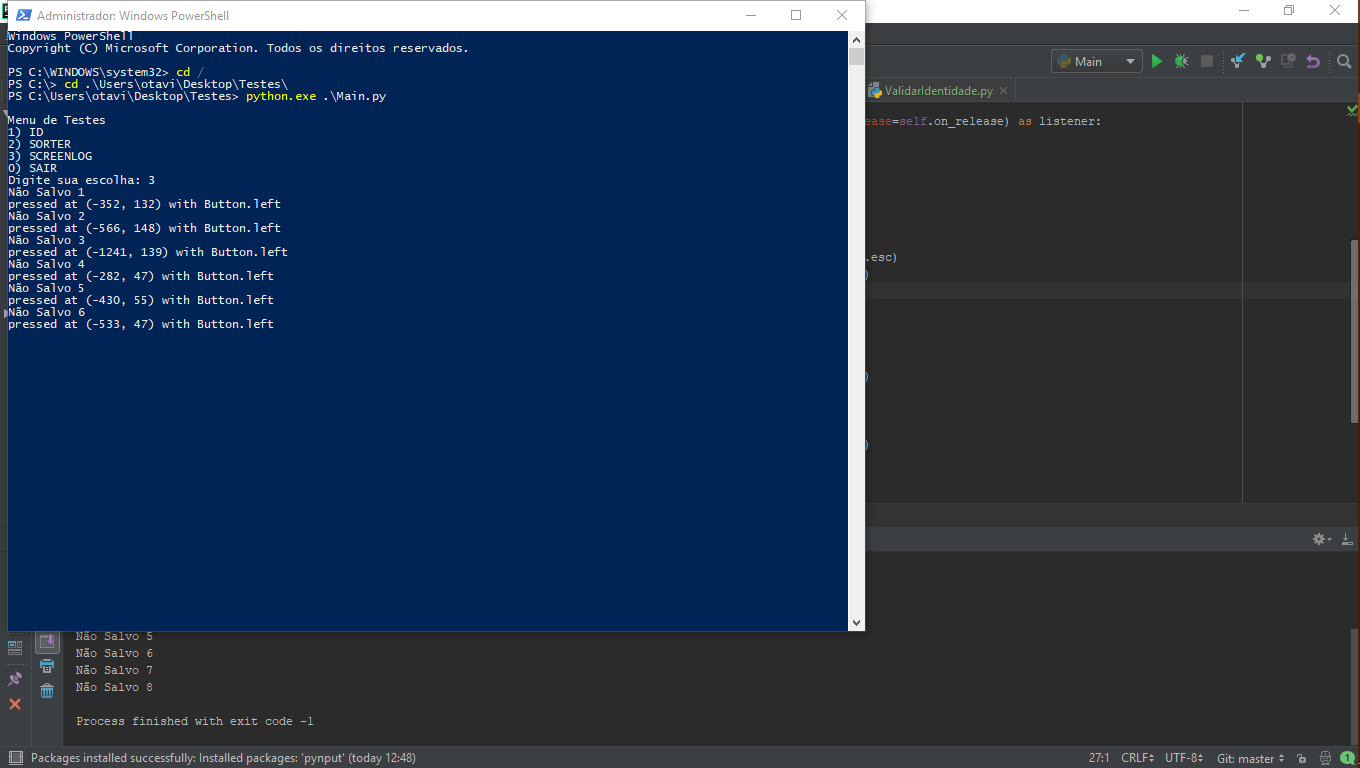 Administrador: Windows PowerShell
Windows PowerShell
Copyright (C) Microsoft Corporation. Todos os direitos reservados.
PS C:\WINDOWS\system32> cd /
PS C:\> cd .\Users\otavi\Desktop\Testes\
PS C:\Users\otavi\Desktop\Testes> python.exe .\Main.py
Menu de Testes
1) ID
2) SORTER
3) SCREENLOG
0) SAIR
Digite sua escolha: 3
Não Salvo 1
pressed at (-352, 132) with Button.left
Não Salvo 2
pressed at (-566, 148) with Button.left
Não Salvo 3
pressed at (-1241, 139) with Button.left
Não Salvo 4
pressed at (-282, 47) with Button.left
Não Salvo 5
pressed at (-430, 55) with Button.left
Não Salvo 6
pressed at (-533, 47) with Button.left
Main
ValidarIdentidade.py
ease=self.on_release) as listener:
.esc)
)
)
)
Não Salvo 5
Não Salvo 6
Não Salvo 7
Não Salvo 8
Process finished with exit code -1
Packages installed successfully: Installed packages: 'pynput' (today 12:48)
27:1 CRLF UTF-8 Git: master 1